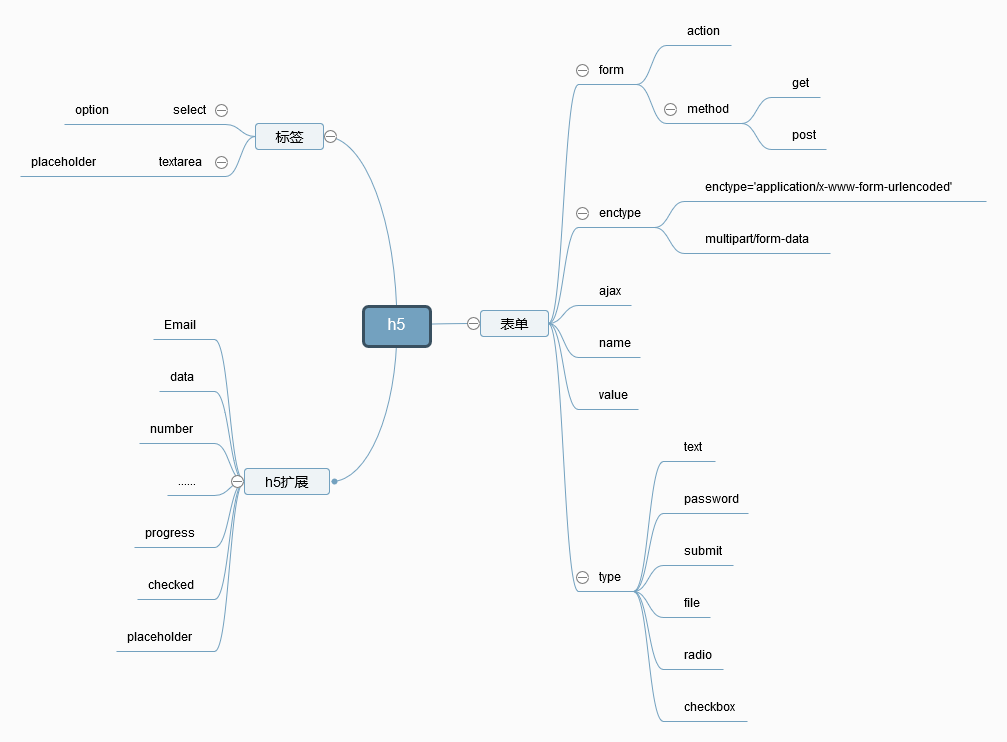 h5
标签
select
option
textarea
placeholder
h5扩展
Email
data
number
......
progress
checked
placeholder
表单
form
action
method
get
post
enctype
enctype='application/x-www-form-urlencoded'
multipart/form-data
ajax
name
value
type
text
password
submit
file
radio
checkbox